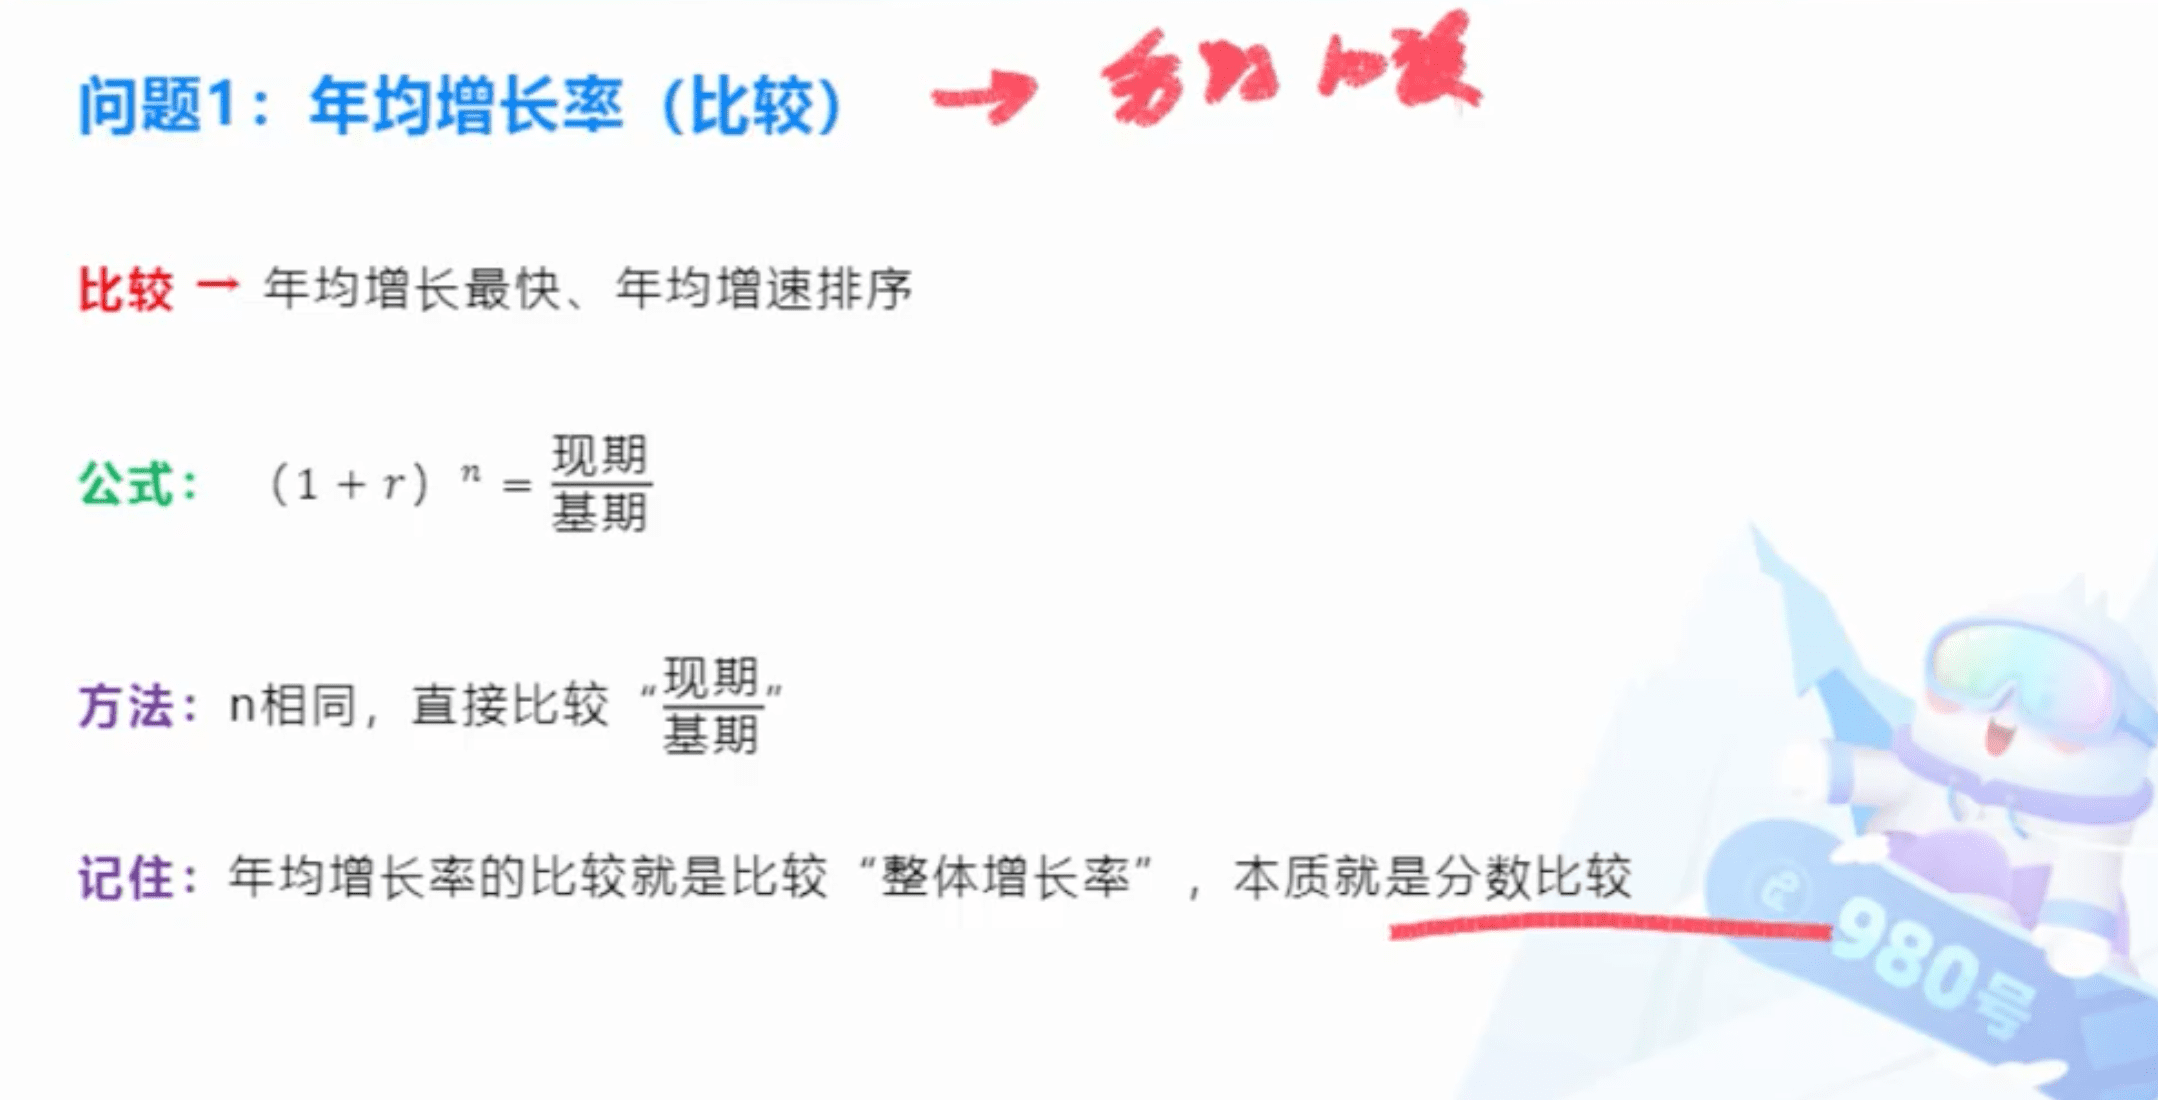 问题1：年均增长率（比较） → 分数比较
比较 → 年均增长最快、年均增速排序
公式：（1 + r）ⁿ = 现期/基期
方法：n相同，直接比较“现期/基期”
记住：年均增长率的比较就是比较“整体增长率”，本质就是分数比较
980号